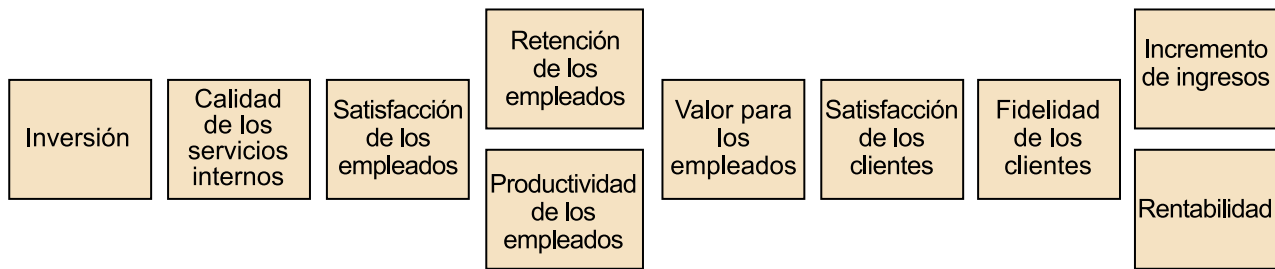 Inversión
Calidad
de los
servicios
internos
Satisfacción
de los
empleados
Retención
de los
empleados
Productividad
de los
empleados
Valor para
los
empleados
Satisfacción
de los
clientes
Fidelidad
de los
clientes
Incremento
de ingresos
Rentabilidad